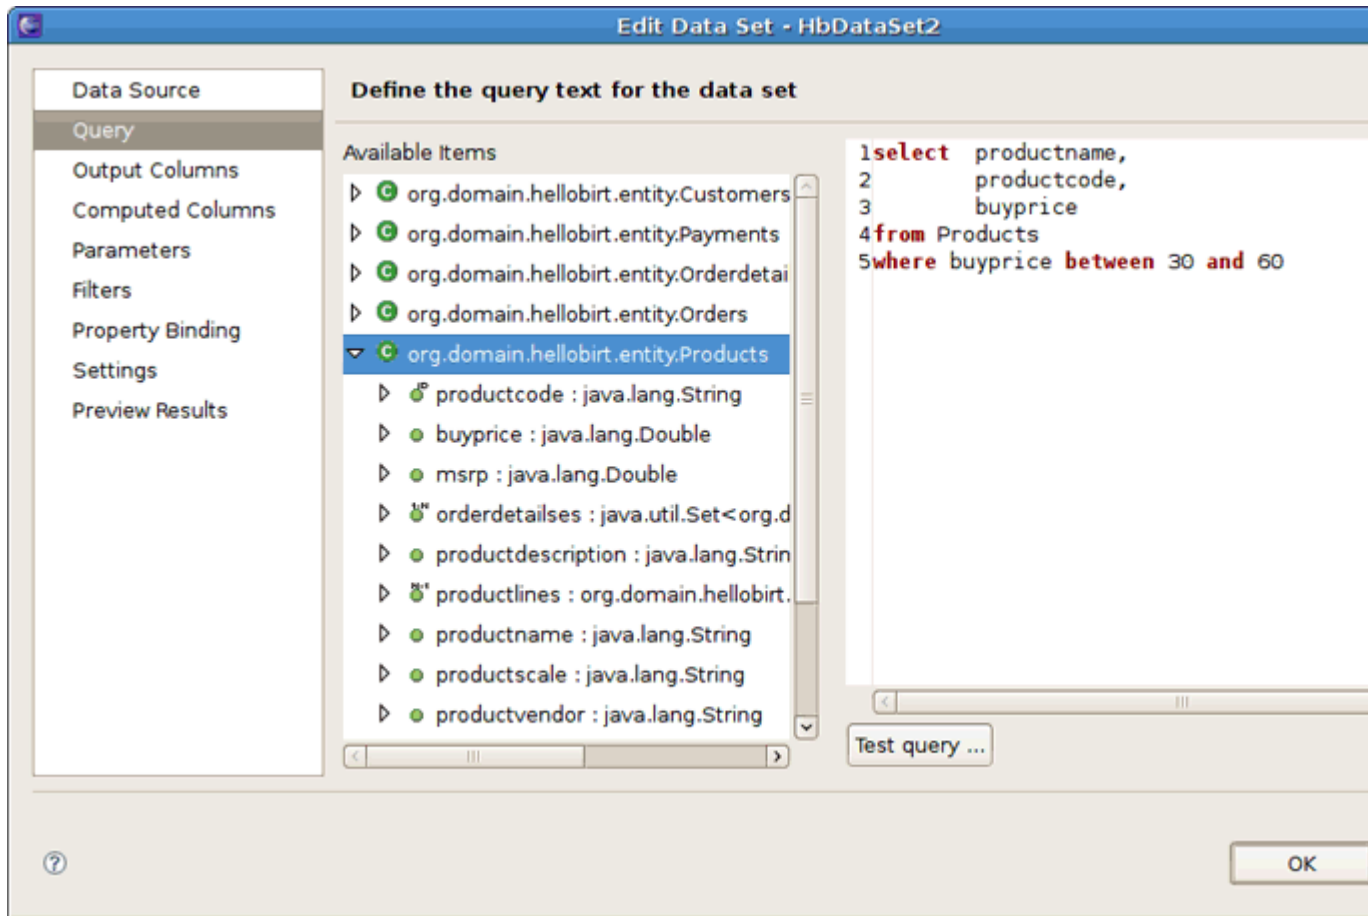 Edit Data Set - HbDataSet2
Data Source
Query
Output Columns
Computed Columns
Parameters
Filters
Property Binding
Settings
Preview Results
Define the query text for the data set
Available Items
org.domain.hellobirt.entity.Customers
org.domain.hellobirt.entity.Payments
org.domain.hellobirt.entity.Orderdetai
org.domain.hellobirt.entity.Orders
org.domain.hellobirt.entity.Products
productcode : java.lang.String
buyprice : java.lang.Double
msrp : java.lang.Double
orderdetailses : java.util.Set<org.d
productdescription : java.lang.Strin
productlines : org.domain.hellobirt.
productname : java.lang.String
productscale : java.lang.String
productvendor : java.lang.String
1select productname,
2 productcode,
3 buyprice
4from Products
5where buyprice between 30 and 60
Test query ...
OK